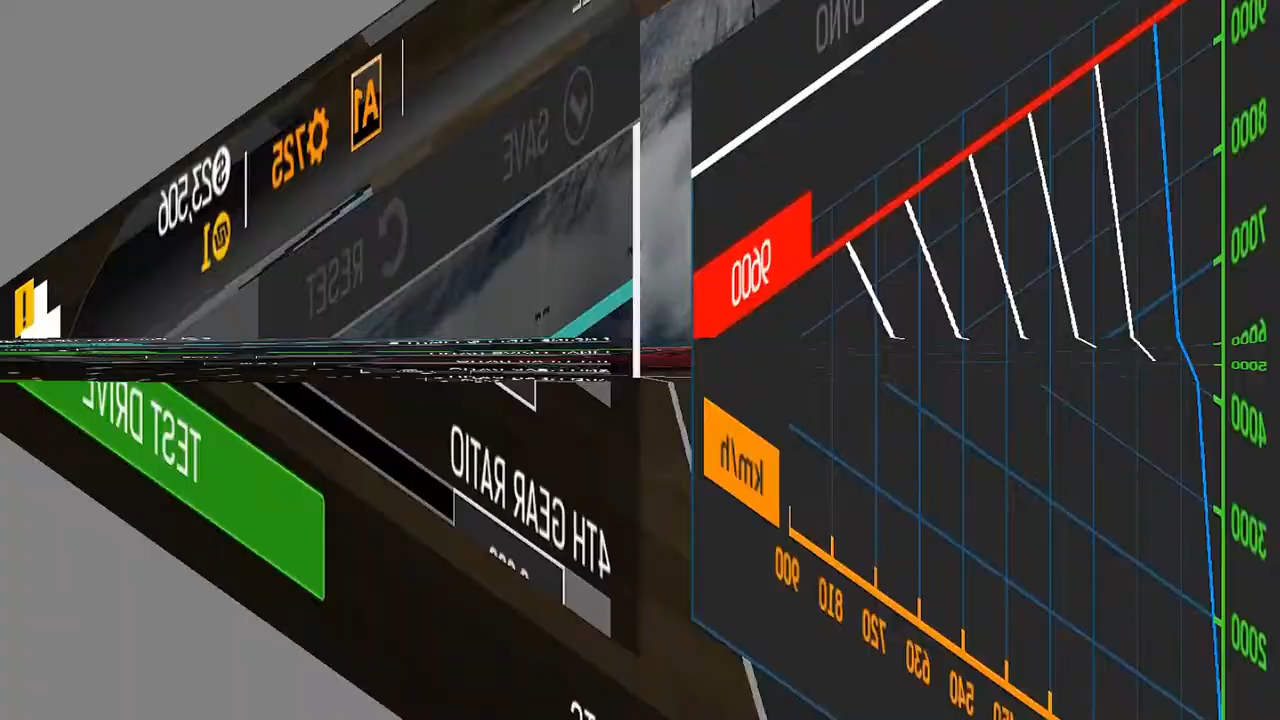 DYNO
A1
725
23,506
1
SAVE
RESET
!
9600
9000
8000
7000
6000
5000
4000
3000
2000
km/h
900
810
720
630
540
TEST DRIVE
4TH GEAR RATIO